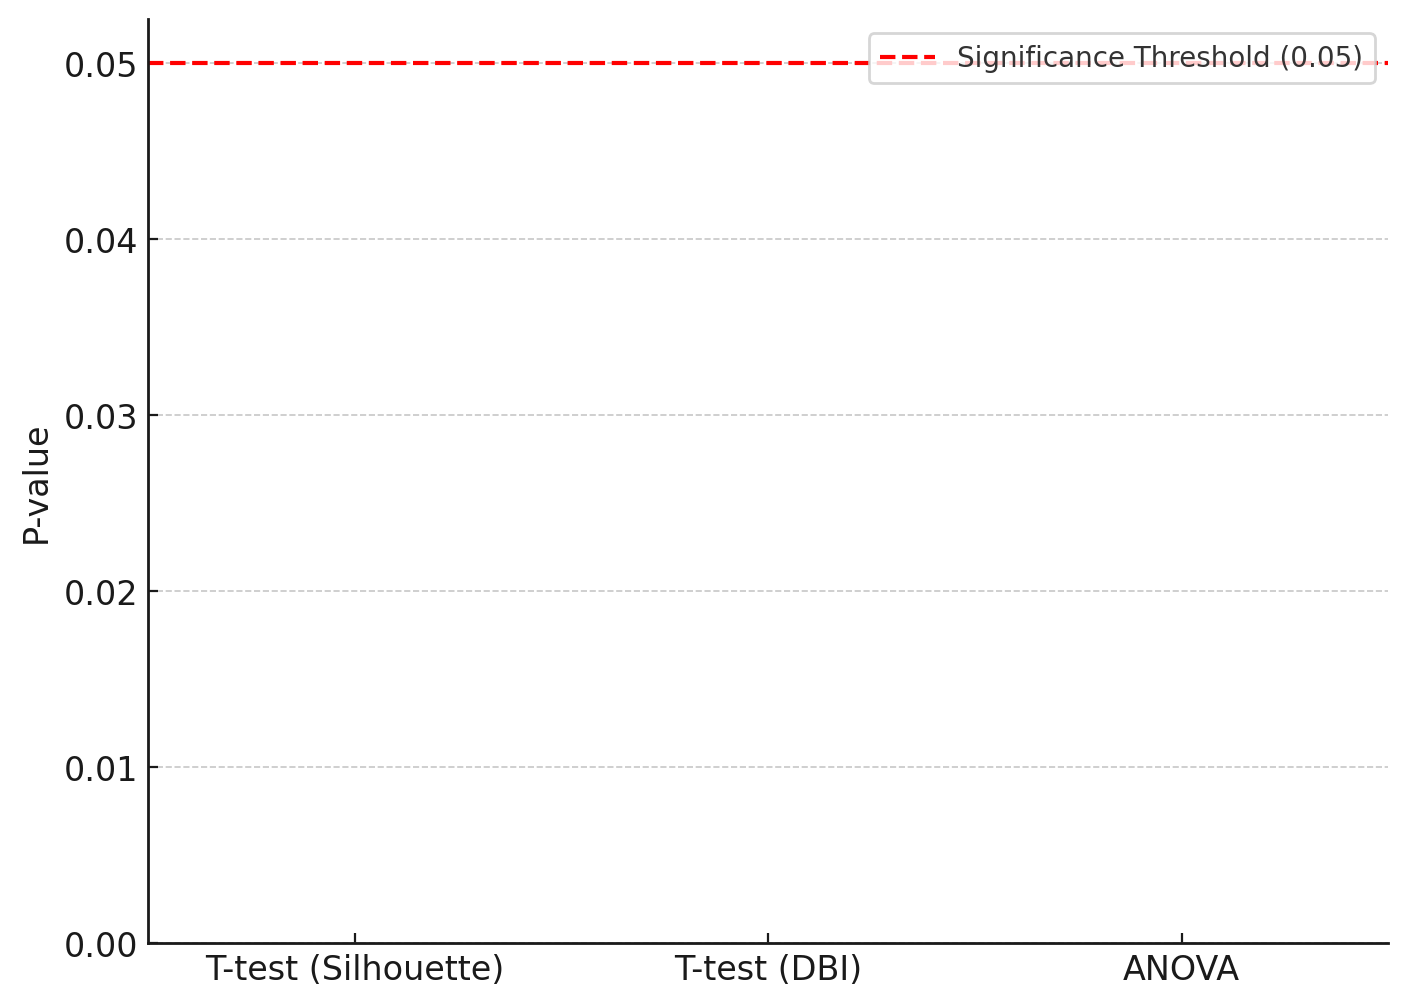 Significance Threshold (0.05)
P-value
0.05
0.04
0.03
0.02
0.01
0.00
T-test (Silhouette)
T-test (DBI)
ANOVA